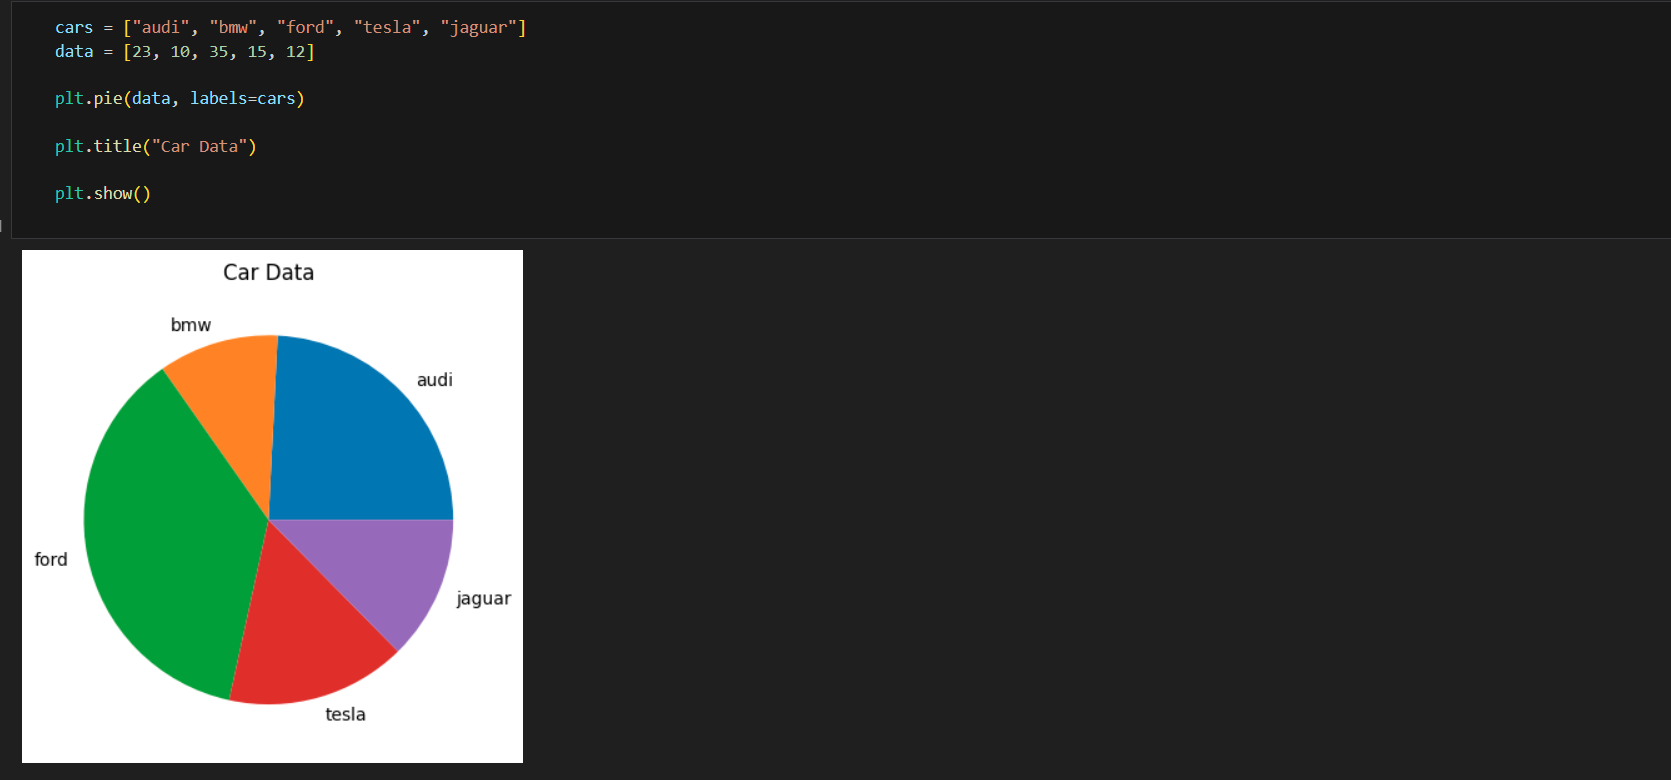 cars = ["audi", "bmw", "ford", "tesla", "jaguar"]
data = [23, 10, 35, 15, 12]
plt.pie(data, labels=cars)
plt.title("Car Data")
plt.show()
Car Data
bmw
audi
ford
jaguar
tesla